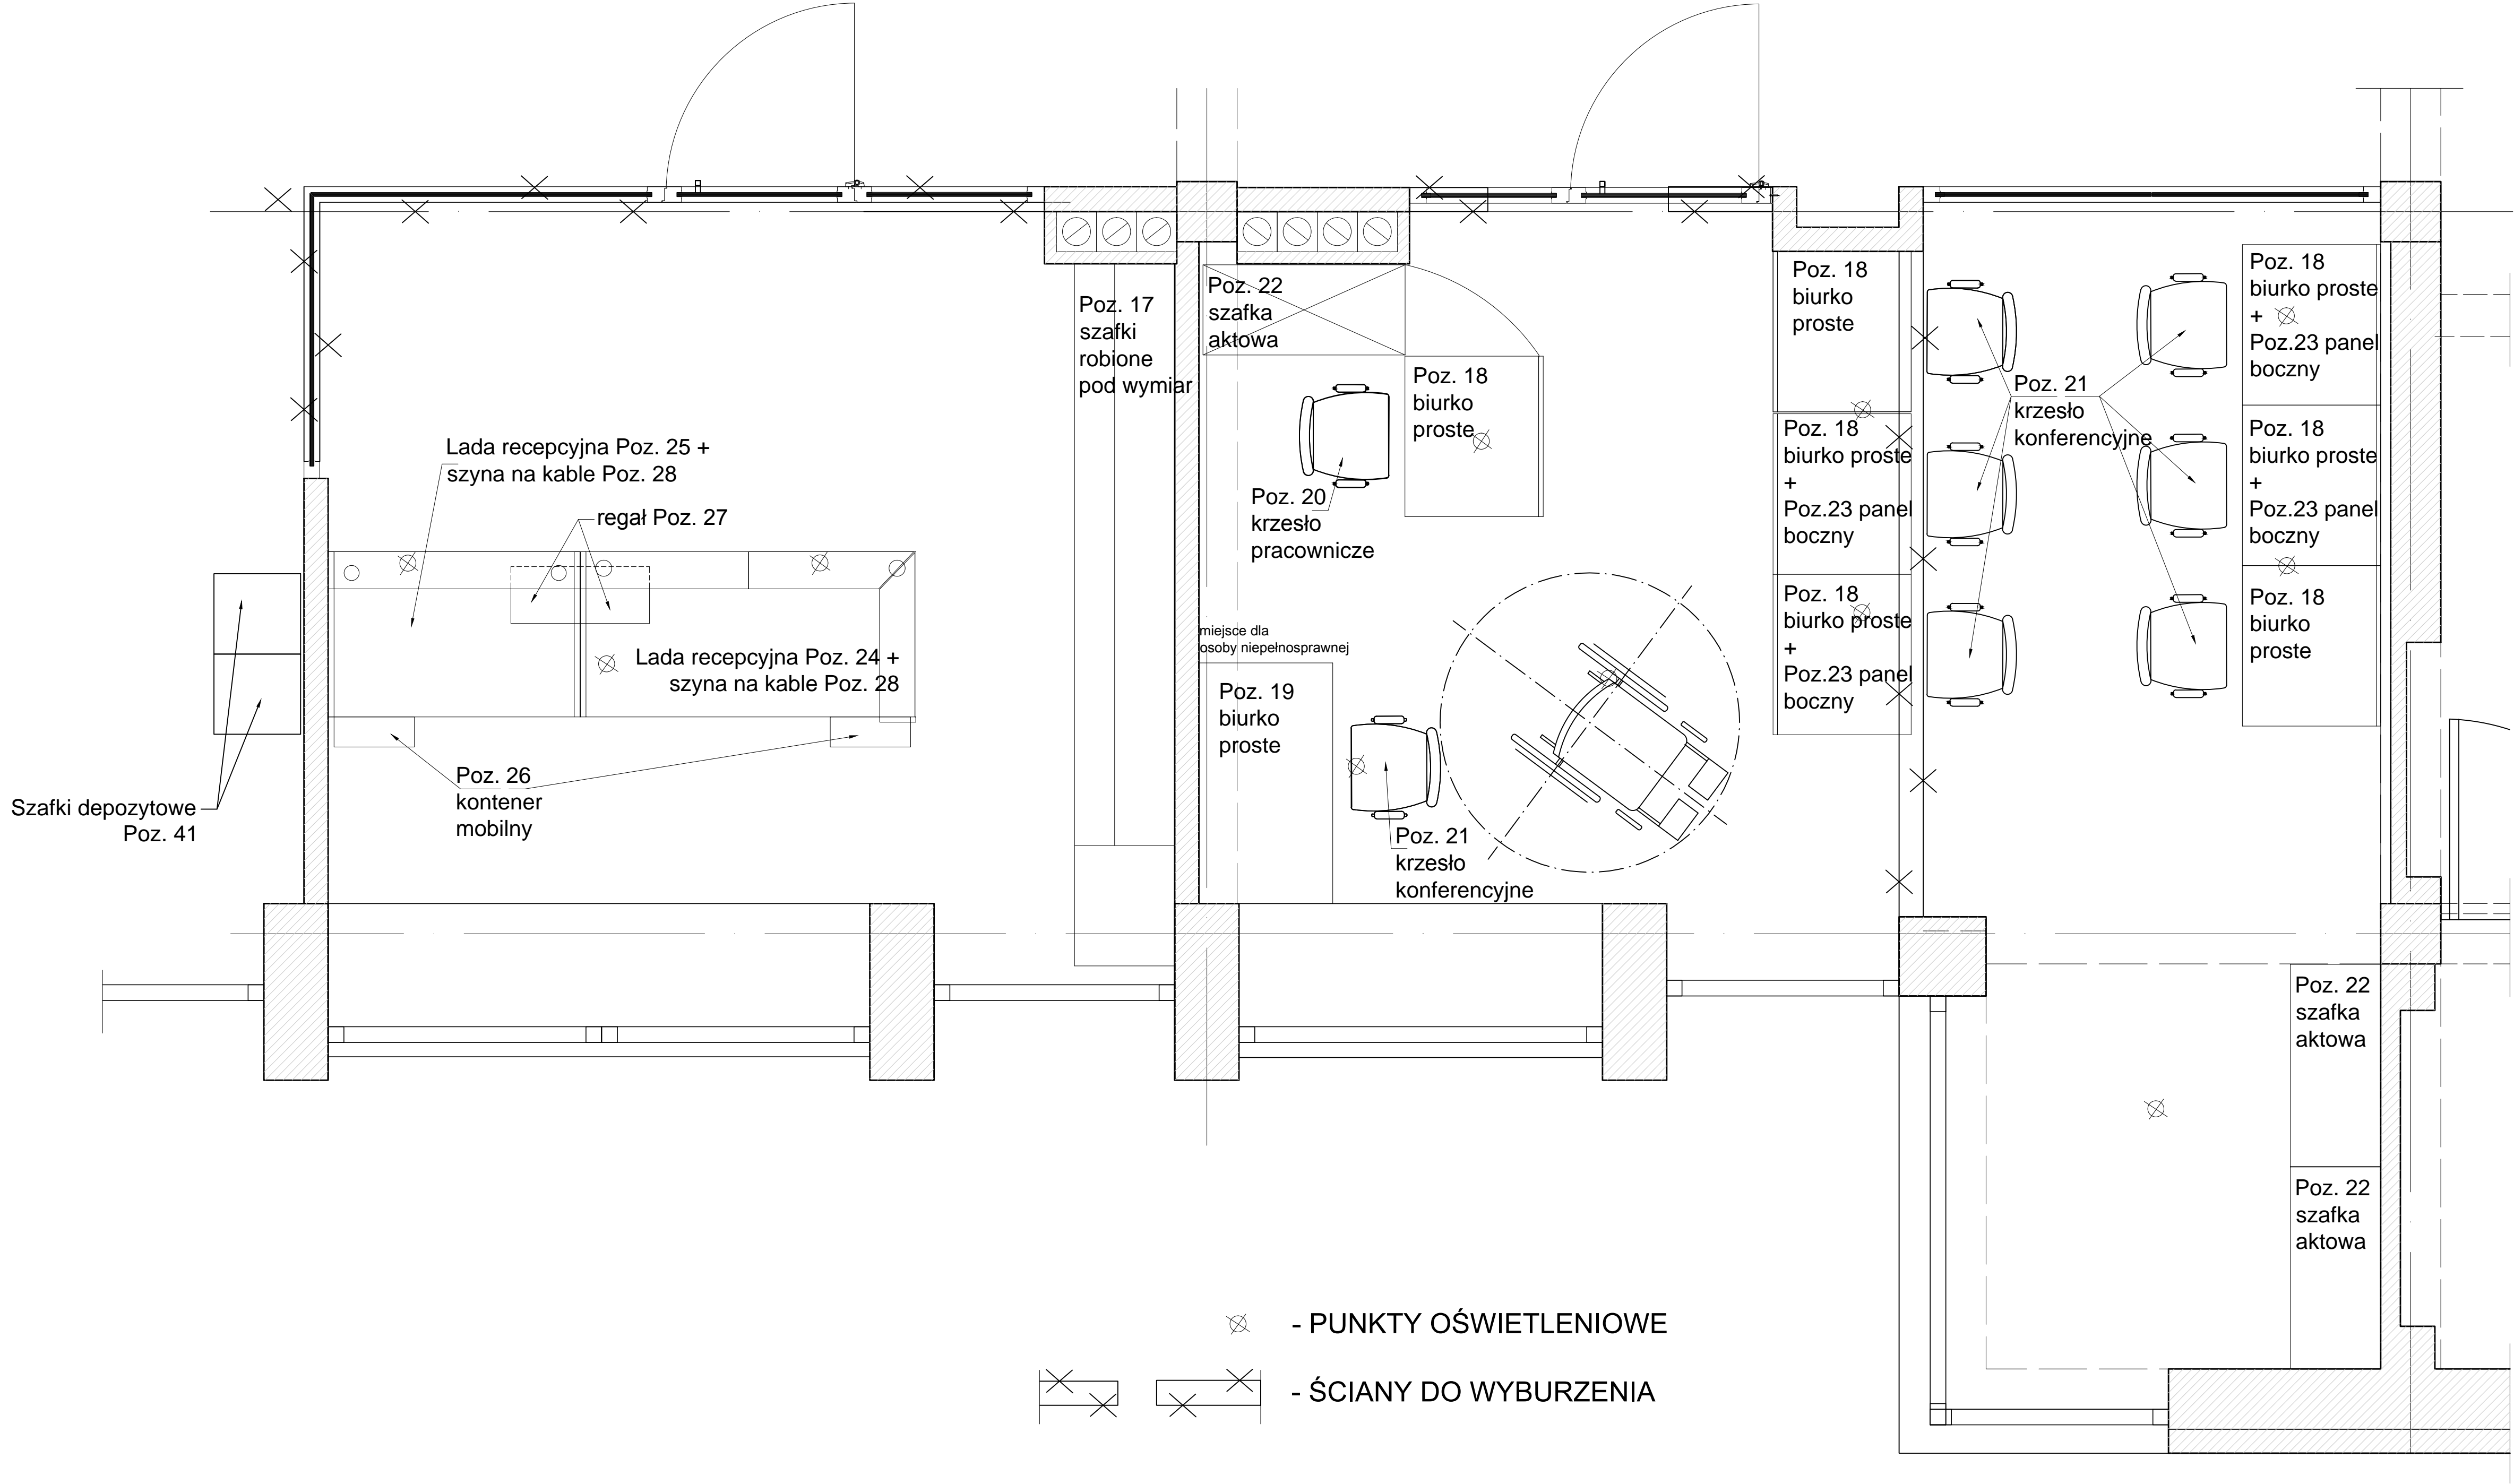 Poz. 17
szafki
robione
pod wymiar
Poz. 22
szafka
aktowa
Poz. 18
biurko
proste
Poz. 18
biurko
proste
Poz. 18
biurko proste
+
Poz.23 panel
boczny
Poz. 21
krzesło
konferencyjne
Poz. 18
biurko proste
+
Poz.23 panel
boczny
Poz. 18
biurko proste
+
Poz.23 panel
boczny
Lada recepcyjna Poz. 25 +
szyna na kable Poz. 28
regał Poz. 27
Poz. 20
krzesło
pracownicze
Lada recepcyjna Poz. 24 +
szyna na kable Poz. 28
miejsce dla
osoby niepełnosprawnej
Poz. 19
biurko
proste
Poz. 18
biurko proste
+
Poz.23 panel
boczny
Poz. 18
biurko
proste
Szafki depozytowe
Poz. 41
Poz. 26
kontener
mobilny
Poz. 21
krzesło
konferencyjne
Poz. 22
szafka
aktowa
Poz. 22
szafka
aktowa
- PUNKTY OŚWIETLENIOWE
- ŚCIANY DO WYBURZENIA